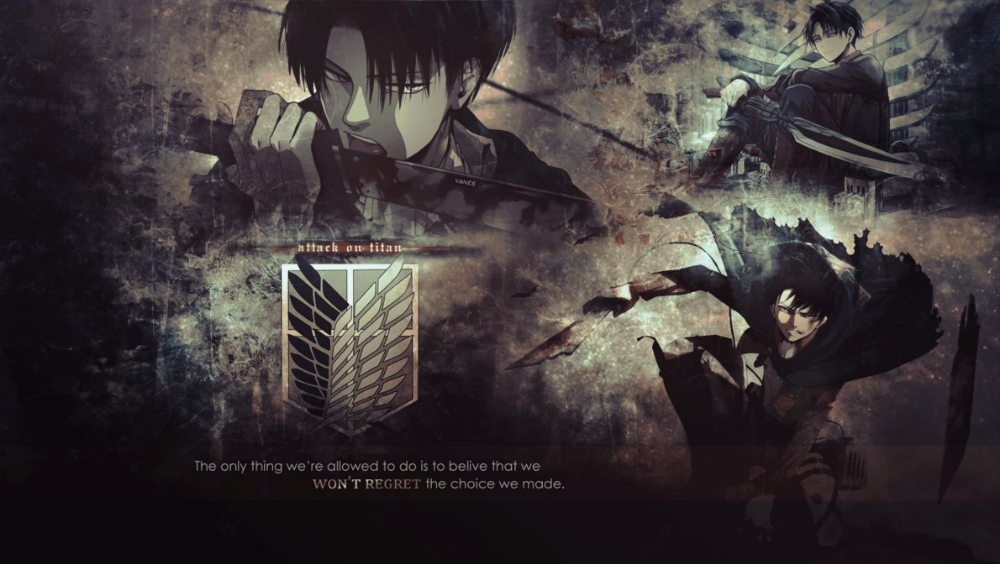 VANES
attack on titan
The only thing we're allowed to do is to belive that we
WON'T REGRET the choice we made.